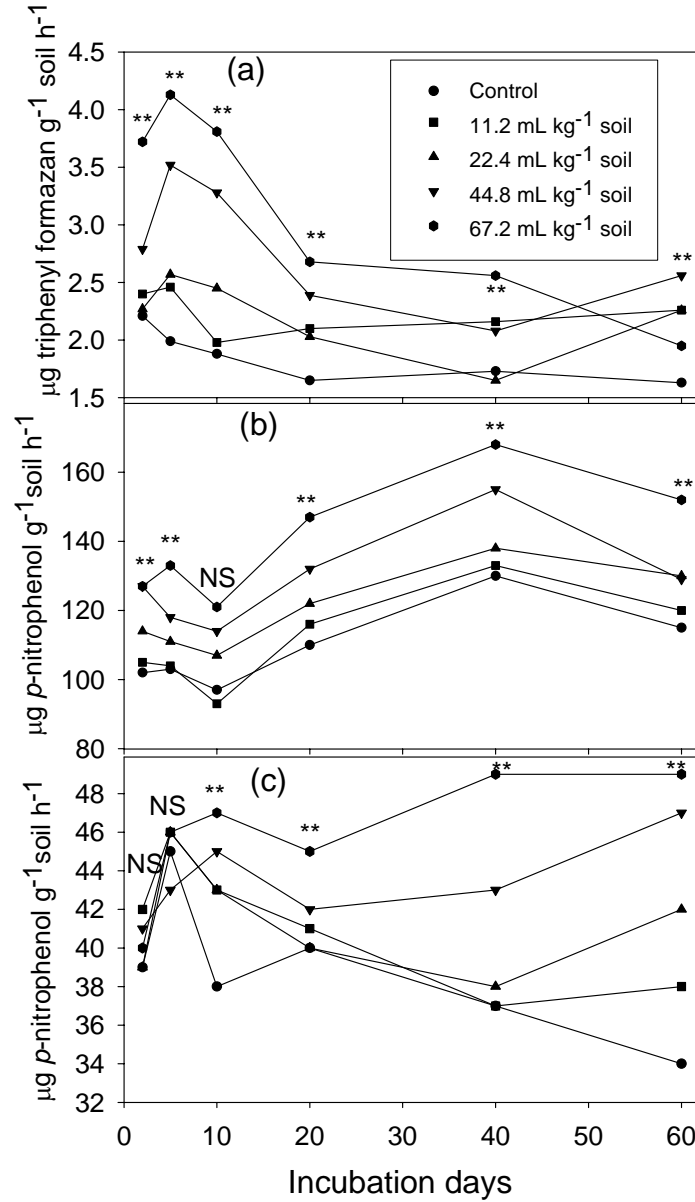 (a)
µg triphenyl formazan g-1 soil h-1
4.5
4.0
3.5
3.0
2.5
2.0
1.5
Control
11.2 mL kg-1 soil
22.4 mL kg-1 soil
44.8 mL kg-1 soil
67.2 mL kg-1 soil
** ** ** ** ** **
(b)
µg p-nitrophenol g-1soil h-1
160
140
120
100
80
** ** NS ** ** **
(c)
µg p-nitrophenol g-1soil h-1
48
46
44
42
40
38
36
34
32
NS NS ** ** ** **
0 10 20 30 40 50 60
Incubation days